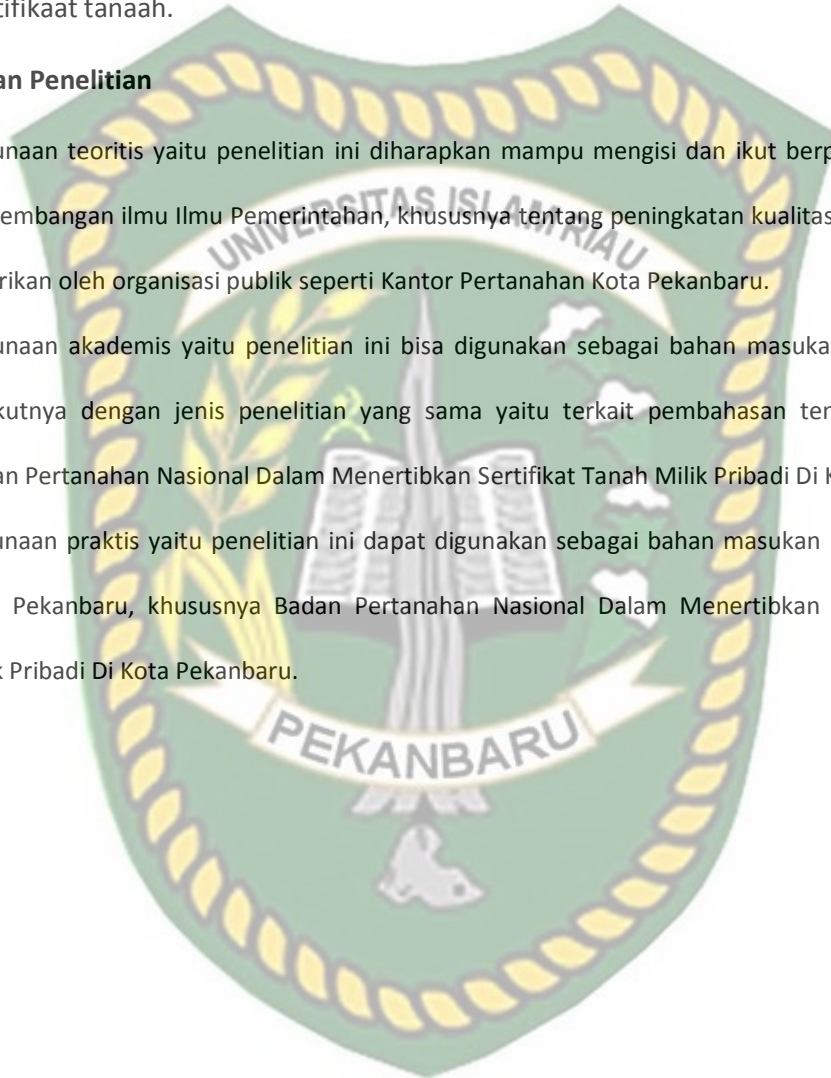 tifikaat tanaah.
an Penelitian
unaan teoritis yaitu penelitian ini diharapkan mampu mengisi dan ikut berp
embangan ilmu Ilmu Pemerintahan, khususnya tentang peningkatan kualitas
UNIVERSITAS ISLAM RIAU
rikan oleh organisasi publik seperti Kantor Pertanahan Kota Pekanbaru.
unaan akademis yaitu penelitian ini bisa digunakan sebagai bahan masuka
kutnya dengan jenis penelitian yang sama yaitu terkait pembahasan ten
an Pertanahan Nasional Dalam Menertibkan Sertifikat Tanah Milik Pribadi Di K
unaan praktis yaitu penelitian ini dapat digunakan sebagai bahan masukan
Pekanbaru, khususnya Badan Pertanahan Nasional Dalam Menertibkan
k Pribadi Di Kota Pekanbaru.
PEKANBARU